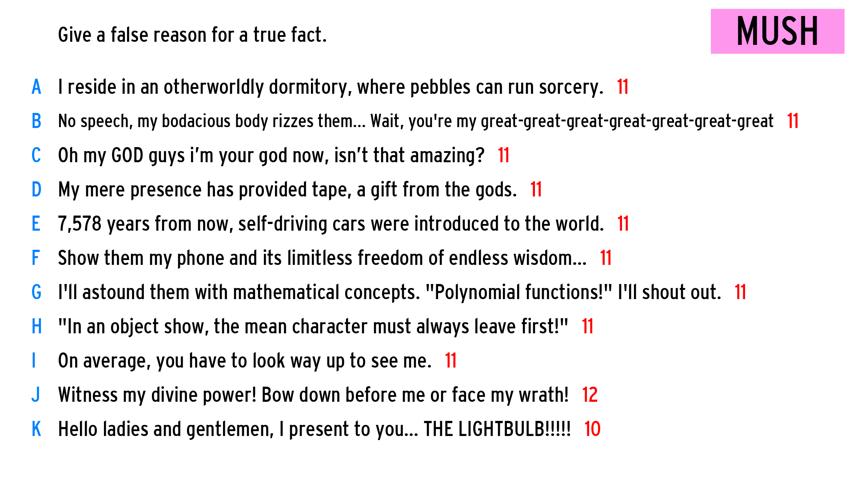 Give a false reason for a true fact.
MUSH
A I reside in an otherworldly dormitory, where pebbles can run sorcery. 11
B No speech, my bodacious body rizzes them... Wait, you're my great-great-great-great-great-great-great 11
C Oh my GOD guys i'm your god now, isn't that amazing? 11
D My mere presence has provided tape, a gift from the gods. 11
E 7,578 years from now, self-driving cars were introduced to the world. 11
F Show them my phone and its limitless freedom of endless wisdom... 11
G I'll astound them with mathematical concepts. "Polynomial functions!" I'll shout out. 11
H "In an object show, the mean character must always leave first!" 11
I On average, you have to look way up to see me. 11
J Witness my divine power! Bow down before me or face my wrath! 12
K Hello ladies and gentlemen, I present to you... THE LIGHTBULB!!!!! 10